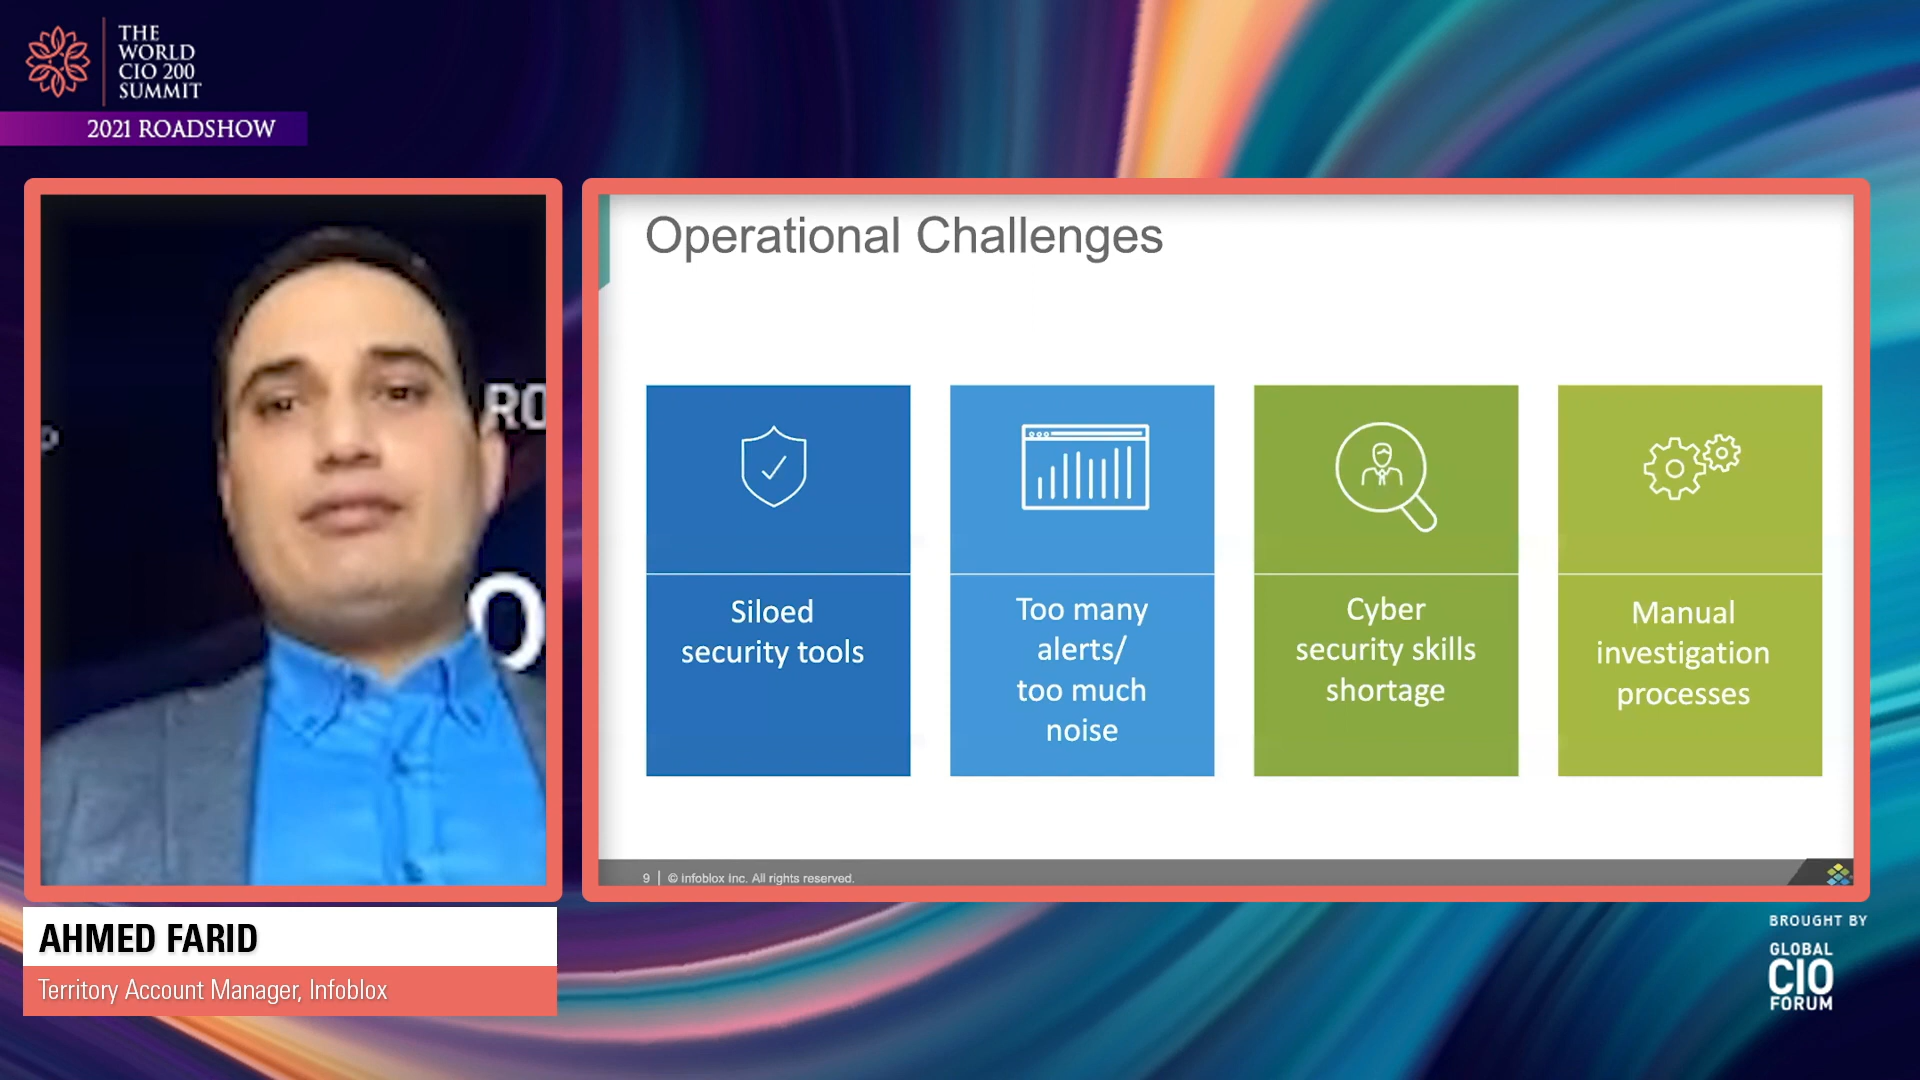 THE
WORLD
CIO 200
SUMMIT
2021 ROADSHOW
RO
O
AHMED FARID
Territory Account Manager, Infoblox
Operational Challenges
Siloed
security tools
Too many
alerts/
too much
noise
Cyber
security skills
shortage
Manual
investigation
processes
9 | © infoblox Inc. All rights reserved.
BROUGHT BY
GLOBAL
CIO
FORUM